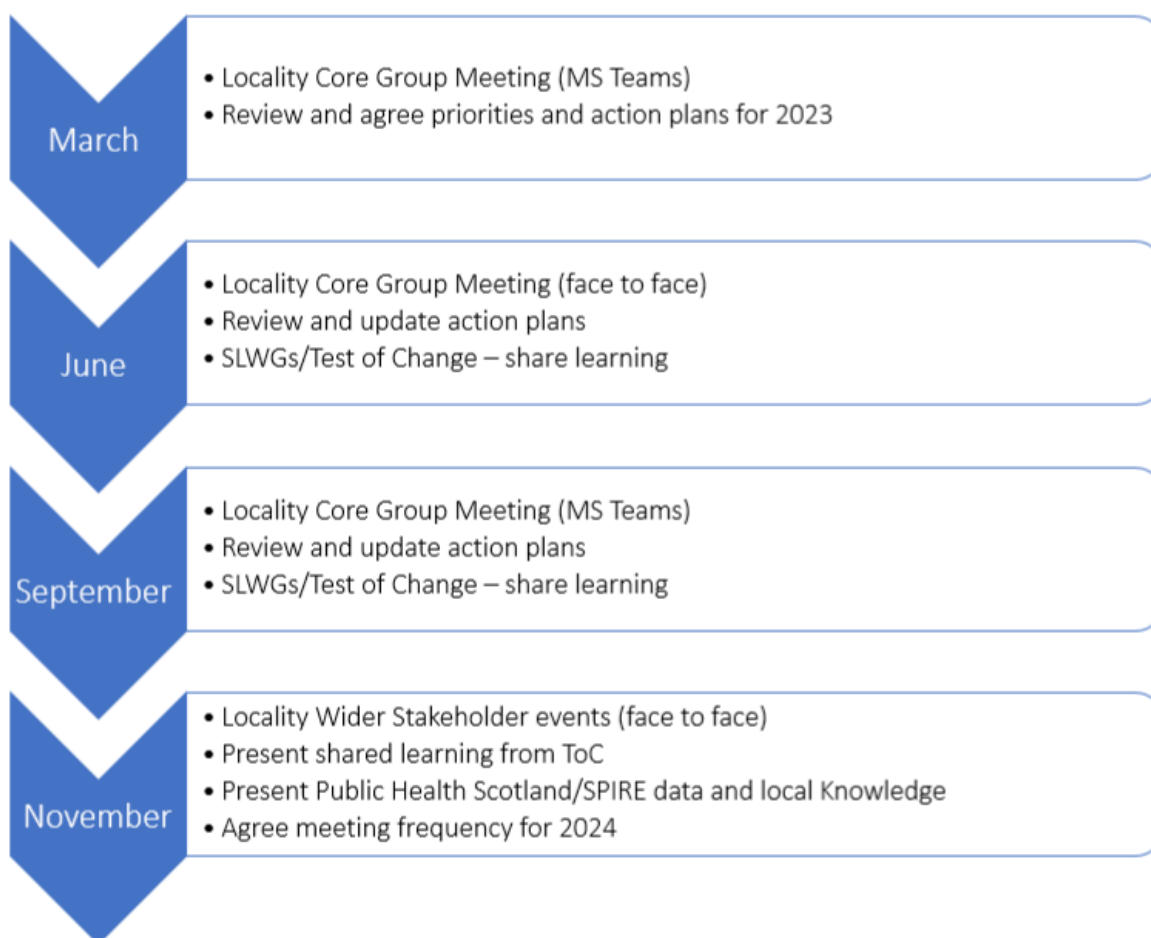 March
• Locality Core Group Meeting (MS Teams)
• Review and agree priorities and action plans for 2023
June
• Locality Core Group Meeting (face to face)
• Review and update action plans
• SLWGs/Test of Change – share learning
September
• Locality Core Group Meeting (MS Teams)
• Review and update action plans
• SLWGs/Test of Change – share learning
November
• Locality Wider Stakeholder events (face to face)
• Present shared learning from ToC
• Present Public Health Scotland/SPIRE data and local Knowledge
• Agree meeting frequency for 2024